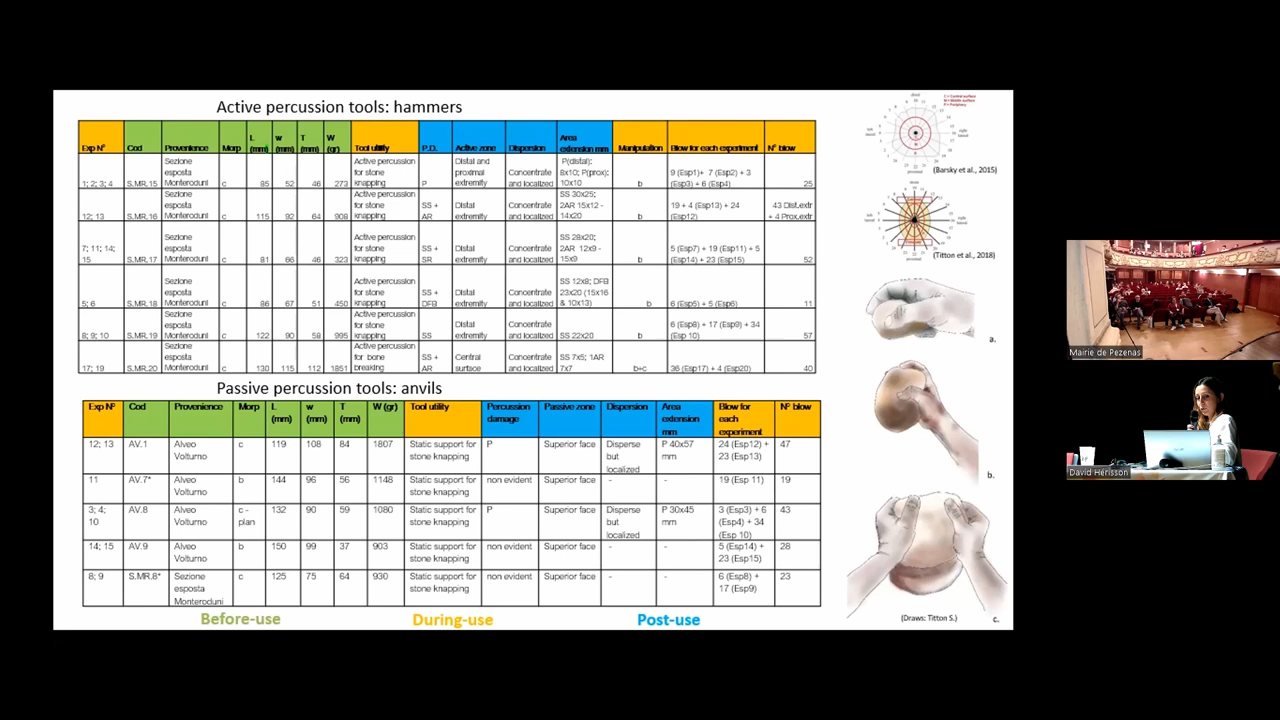 Active percussion tools: hammers
Exp N° Cod Provenience Morp L (mm) w (mm) T (mm) W (gr) Tool utility P.D. Active zone Dispersion Area extension mm Manipulation Blow for each experiment N° blow
1; 2; 3; 4 S.MR.15 Sezione esposta Monteroduni c 85 52 46 273 Active percussion for stone knapping P Distal and proximal extremity Concentrate and localized P(distal): 8x10; P(prox): 10x10 b 9 (Esp1)+ 7 (Esp2) + 3 (Esp3) + 6 (Esp4) 25
12; 13 S.MR.16 Sezione esposta Monteroduni c 115 92 64 908 Active percussion for stone knapping SS + AR Distal extremity Concentrate and localized SS 30x25; 2AR 15x12 - 14x20 b 19 + 4 (Esp13) + 24 (Esp12) 43 Dist.extr + 4 Prox.extr
7; 11; 14; 15 S.MR.17 Sezione esposta Monteroduni c 81 66 46 323 Active percussion for stone knapping SS + SR Distal extremity Concentrate and localized SS 28x20; 2AR 12x9 - 15x9 b 5 (Esp7) + 19 (Esp11) + 5 (Esp14) + 23 (Esp15) 52
5; 6 S.MR.18 Sezione esposta Monteroduni c 86 67 51 450 Active percussion for stone knapping SS + DFB Distal extremity Concentrate and localized SS 12x8; DFB 23x20 (15x16 & 10x13) b 6 (Esp5) + 5 (Esp6) 11
8; 9; 10 S.MR.19 Sezione esposta Monteroduni c 122 90 58 995 Active percussion for stone knapping SS Distal extremity Concentrate and localized SS 22x20 b 6 (Esp8) + 17 (Esp9) + 34 (Esp 10) 57
17; 19 S.MR.20 Sezione esposta Monteroduni c 130 115 112 1851 Active percussion for bone breaking SS + AR Central surface Concentrate and localized SS 7x5; 1AR 7x7 b+c 36 (Esp17) + 4 (Esp20) 40
Passive percussion tools: anvils
Exp N° Cod Provenience Morp L (mm) w (mm) T (mm) W (gr) Tool utility Percussion damage Passive zone Dispersion Area extension mm Blow for each experiment N° blow
12; 13 AV.1 Alveo Volturno c 119 108 84 1807 Static support for stone knapping P Superior face Disperse but localized P 40x57 mm 24 (Esp12) + 23 (Esp13) 47
11 AV.7* Alveo Volturno b 144 96 56 1148 Static support for stone knapping non evident Superior face - - 19 (Esp 11) 19
3; 4; 10 AV.8 Alveo Volturno c - plan 132 90 59 1080 Static support for stone knapping P Superior face Disperse but localized P 30x45 mm 3 (Esp3) + 6 (Esp4) + 34 (Esp 10) 43
14; 15 AV.9 Alveo Volturno b 150 99 37 903 Static support for stone knapping non evident Superior face - - 5 (Esp14) + 23 (Esp15) 28
8; 9 S.MR.8* Sezione esposta Monteroduni c 125 75 64 930 Static support for stone knapping non evident Superior face - - 6 (Esp8) + 17 (Esp9) 23
Before-use During-use Post-use
(Barsky et al., 2015)
(Titton et al., 2018)
a.
b.
c.
(Draws: Titton S.)
Mairie de Pezenas
David Hérisson